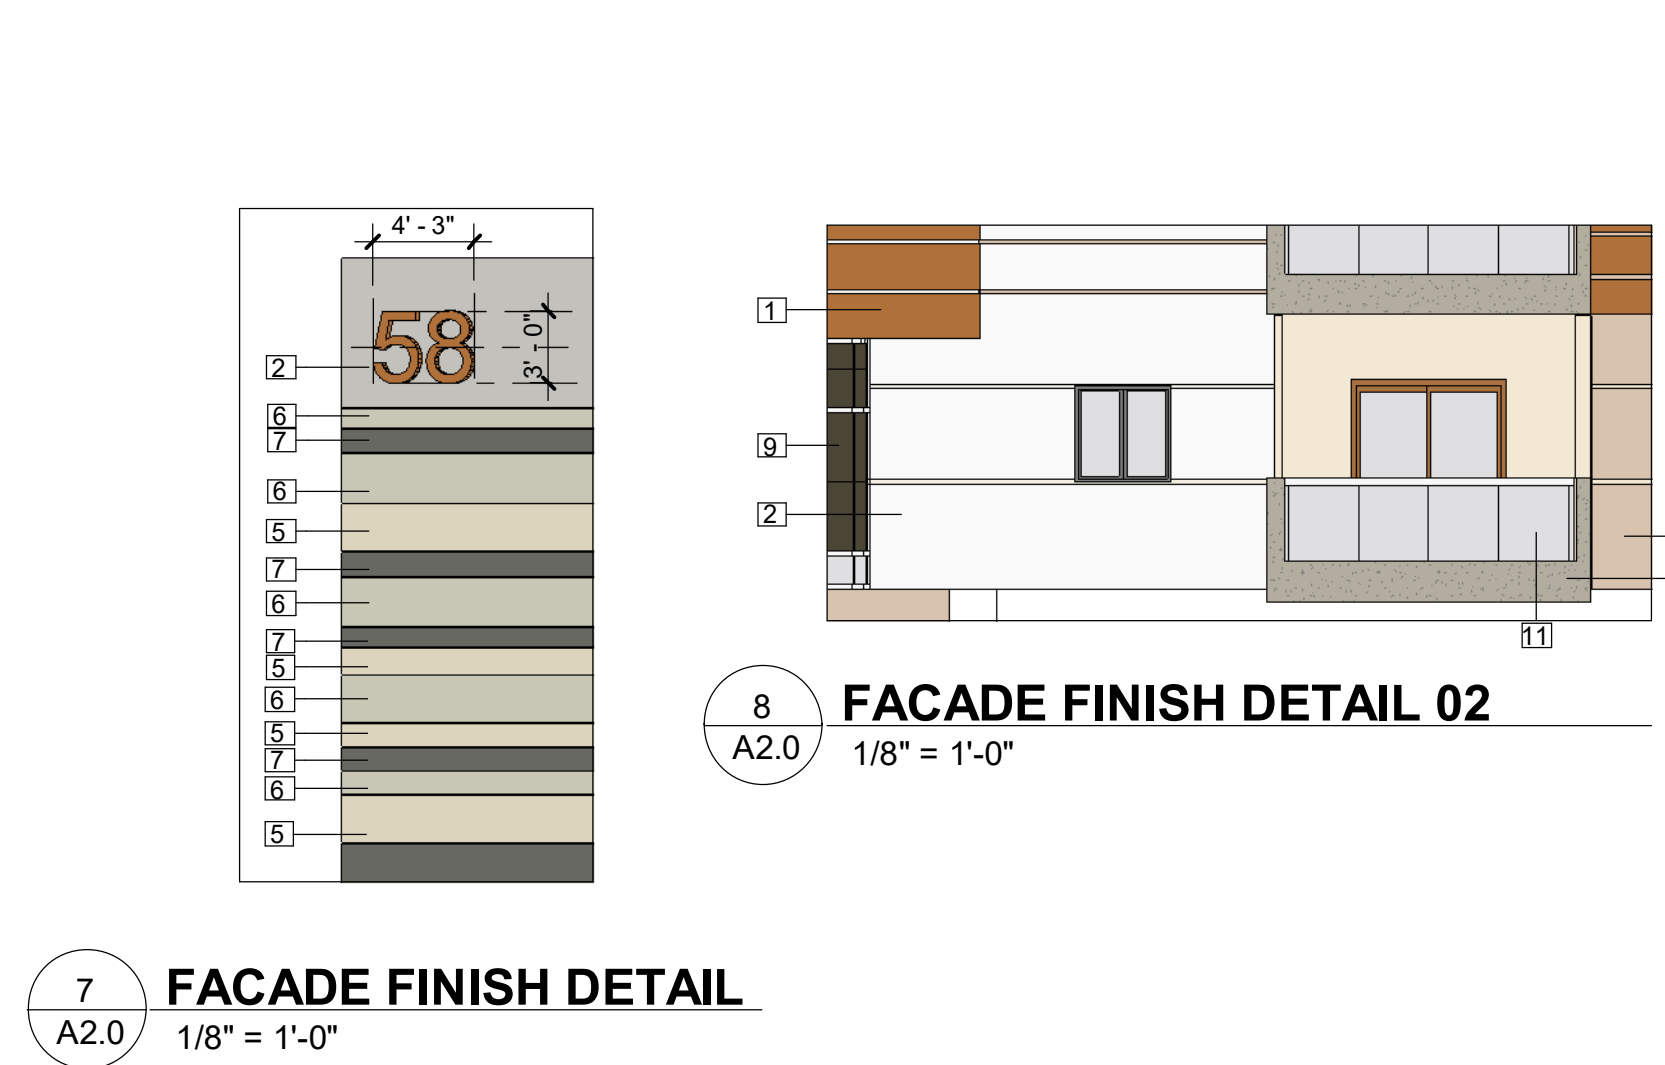 4' - 3"
58
3' - 0"
2
6
7
6
5
7
6
7
5
6
5
7
6
5
7
A2.0
FACADE FINISH DETAIL
1/8" = 1'-0"
1
9
2
11
8
A2.0
FACADE FINISH DETAIL 02
1/8" = 1'-0"